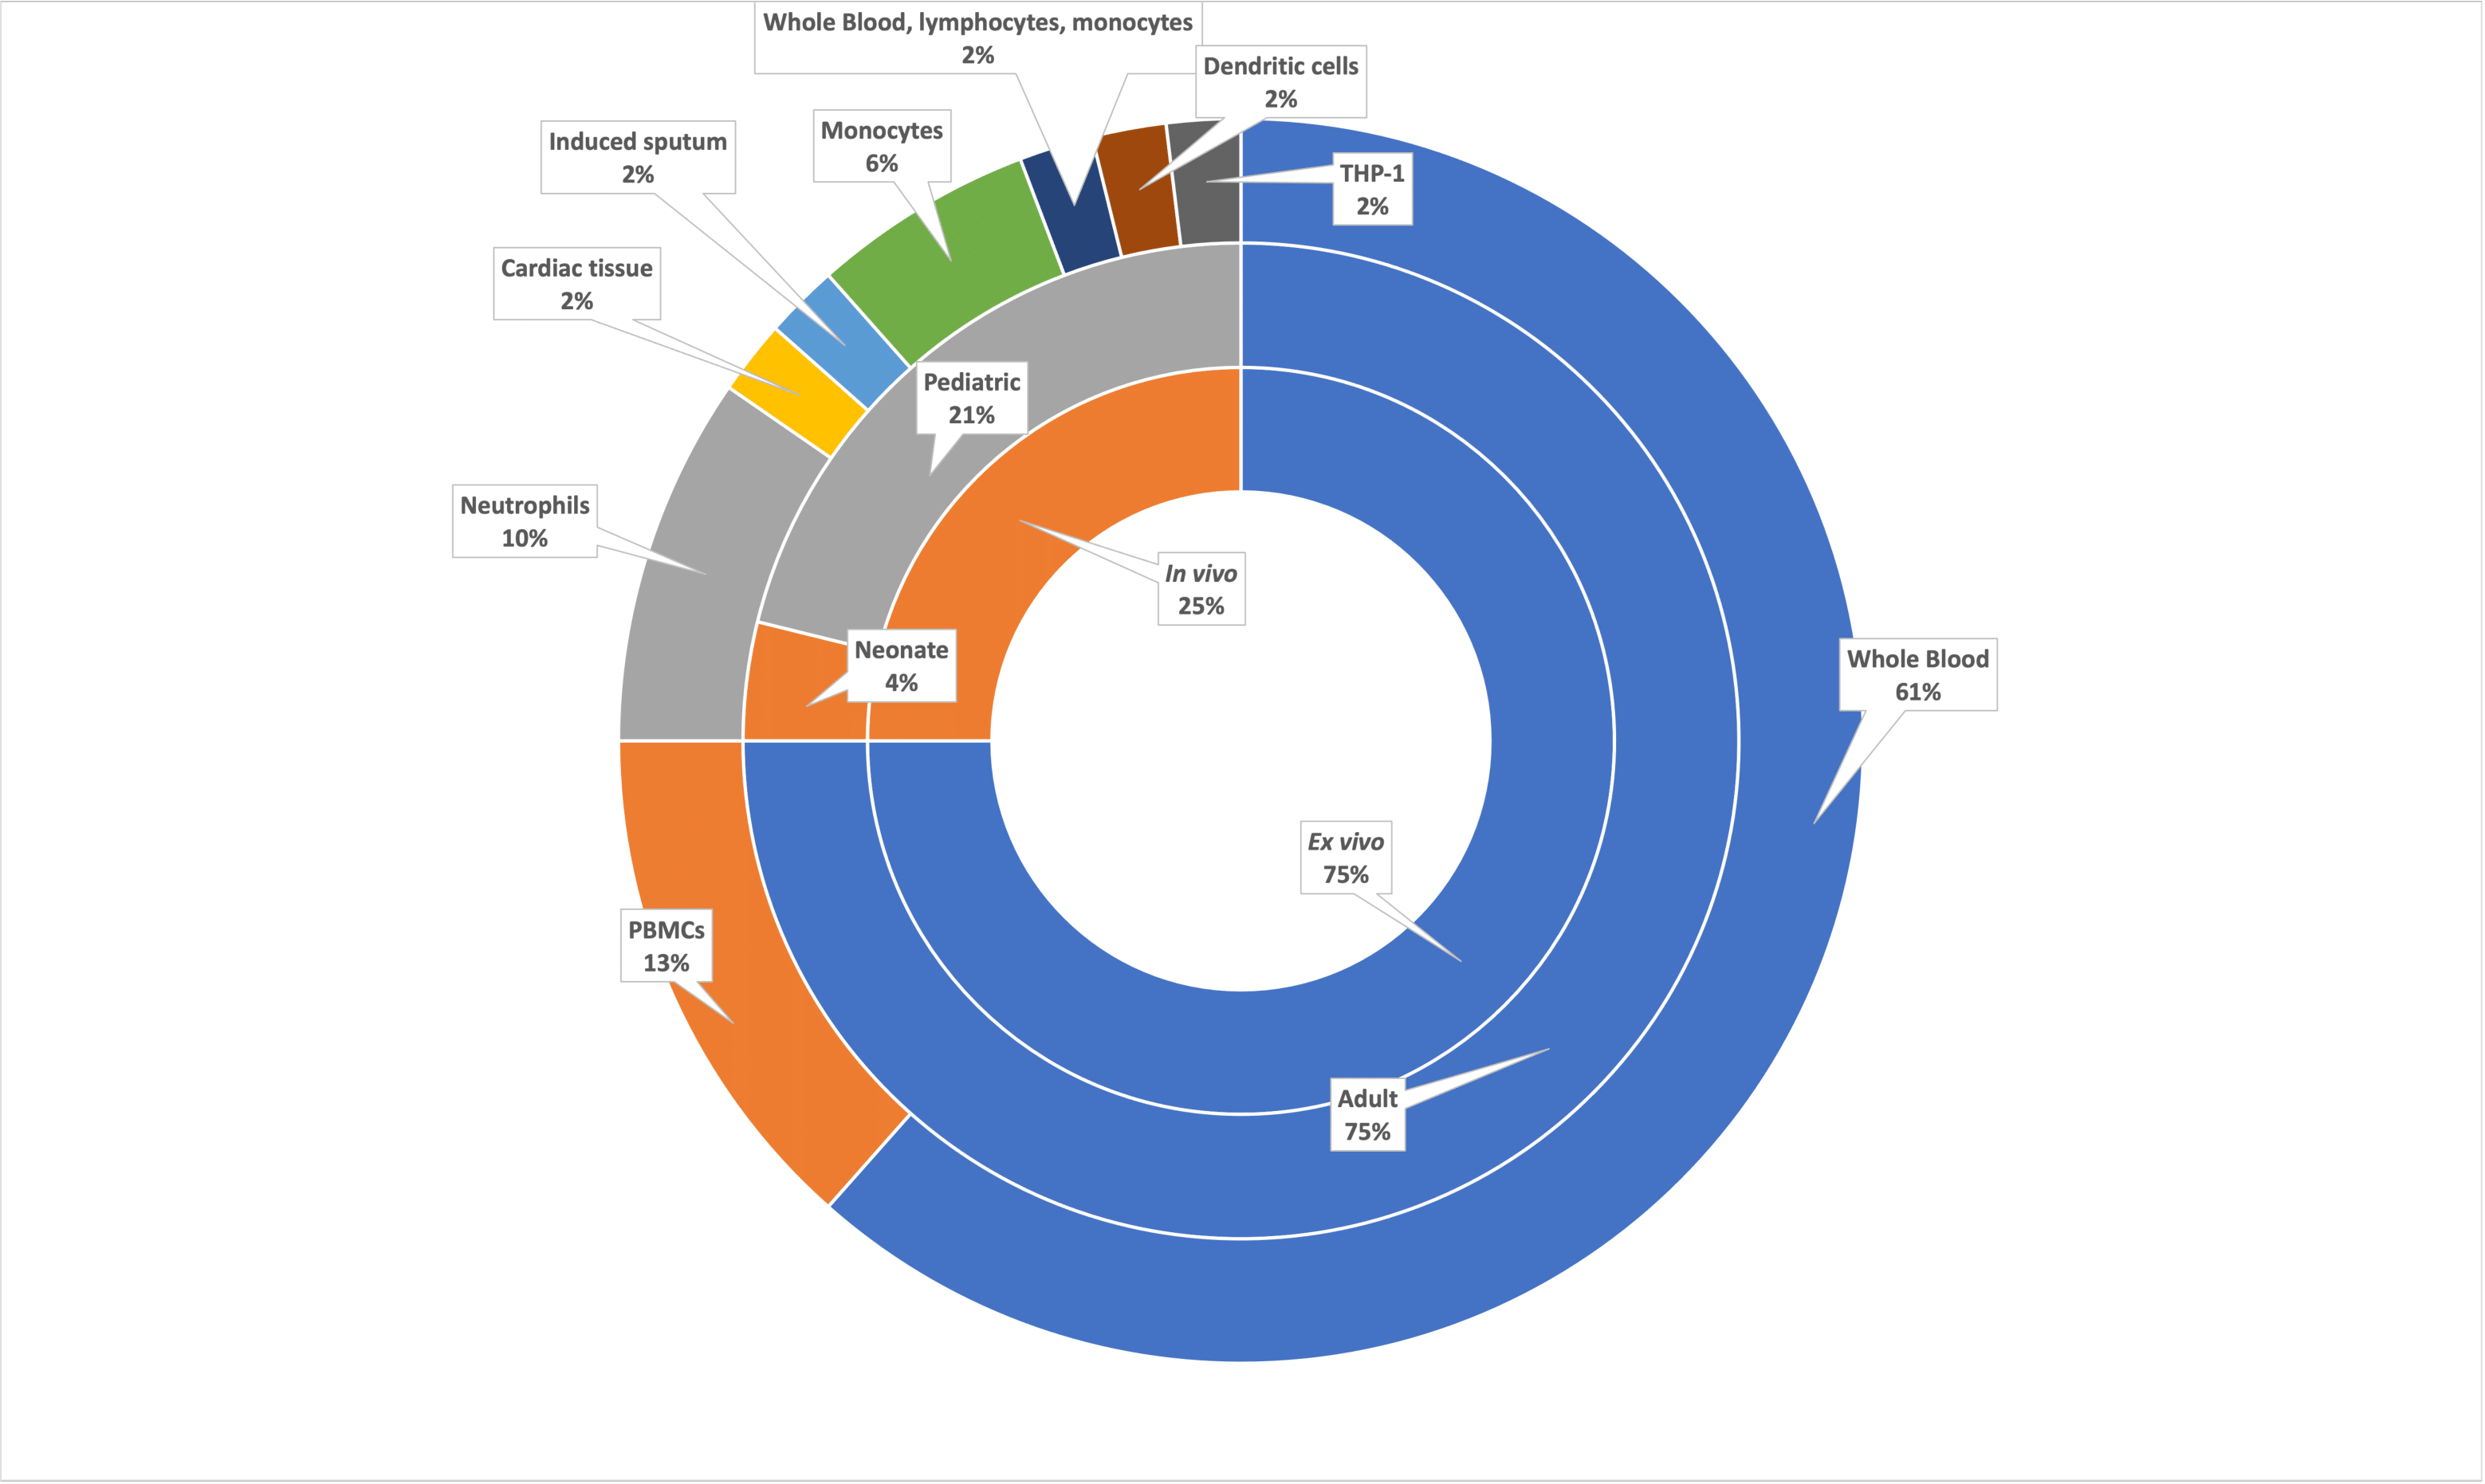 Whole Blood, lymphocytes, monocytes
2%
Dendritic cells
2%
Monocytes
6%
Induced sputum
2%
THP-1
2%
Cardiac tissue
2%
Pediatric
21%
Neutrophils
10%
In vivo
25%
Neonate
4%
Whole Blood
61%
Ex vivo
75%
PBMCs
13%
Adult
75%